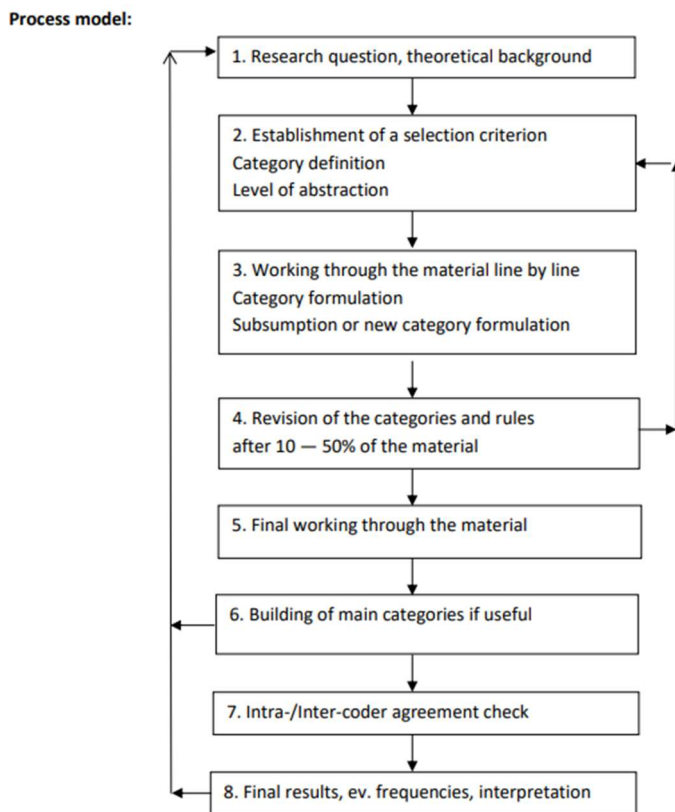 Process model:
1. Research question, theoretical background
2. Establishment of a selection criterion
Category definition
Level of abstraction
3. Working through the material line by line
Category formulation
Subsumption or new category formulation
4. Revision of the categories and rules
after 10 — 50% of the material
5. Final working through the material
6. Building of main categories if useful
7. Intra-/Inter-coder agreement check
8. Final results, ev. frequencies, interpretation